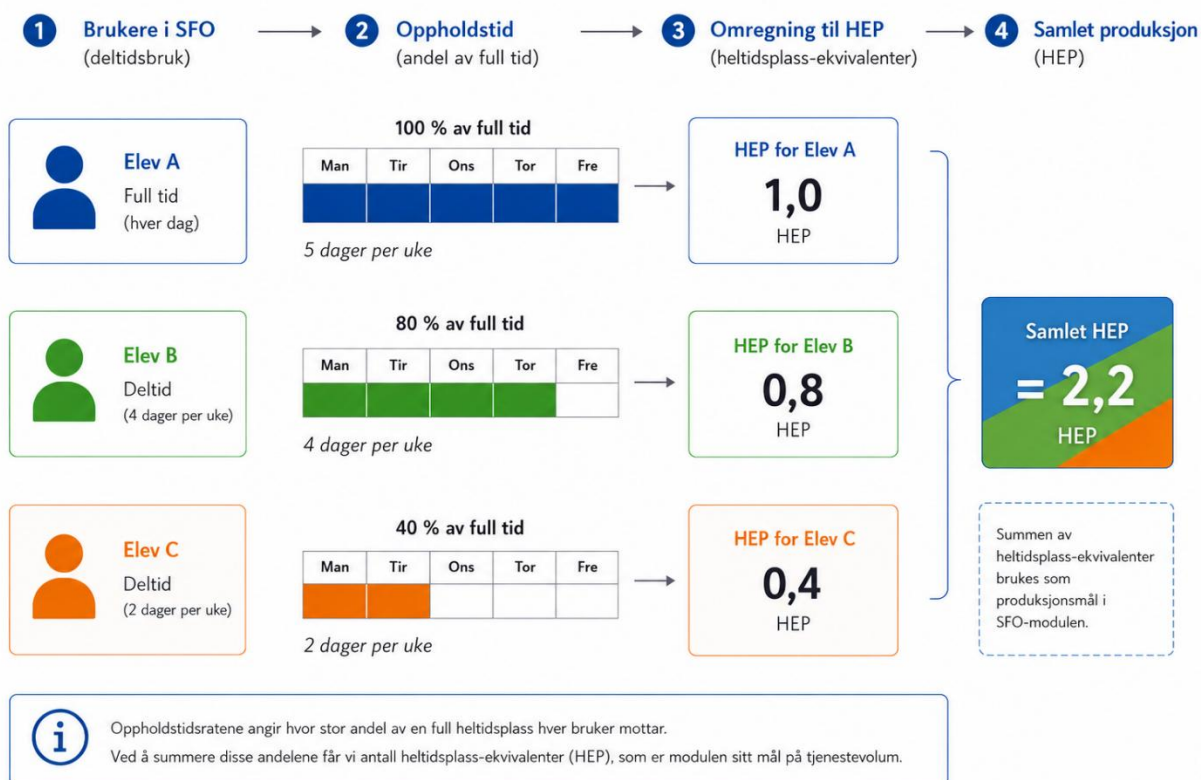 1 Brukere i SFO
(deltidsbruk)
2 Oppholdstid
(andel av full tid)
3 Omregning til HEP
(heltidsplass-ekvivalenter)
4 Samlet produksjon
(HEP)
Elev A
Full tid
(hver dag)
100 % av full tid
Man Tir Ons Tor Fre
5 dager per uke
HEP for Elev A
1,0
HEP
Elev B
Deltid
(4 dager per uke)
80 % av full tid
Man Tir Ons Tor Fre
4 dager per uke
HEP for Elev B
0,8
HEP
Elev C
Deltid
(2 dager per uke)
40 % av full tid
Man Tir Ons Tor Fre
2 dager per uke
HEP for Elev C
0,4
HEP
Samlet HEP
= 2,2
HEP
Summen av
heltidsplass-ekvivalenter
brukes som
produksjonsmål i
SFO-modulen.
i
Oppholdstidsratene angir hvor stor andel av en full heltidsplass hver bruker mottar.
Ved å summere disse andelene får vi antall heltidsplass-ekvivalenter (HEP), som er modulen sitt mål på tjenestevolum.